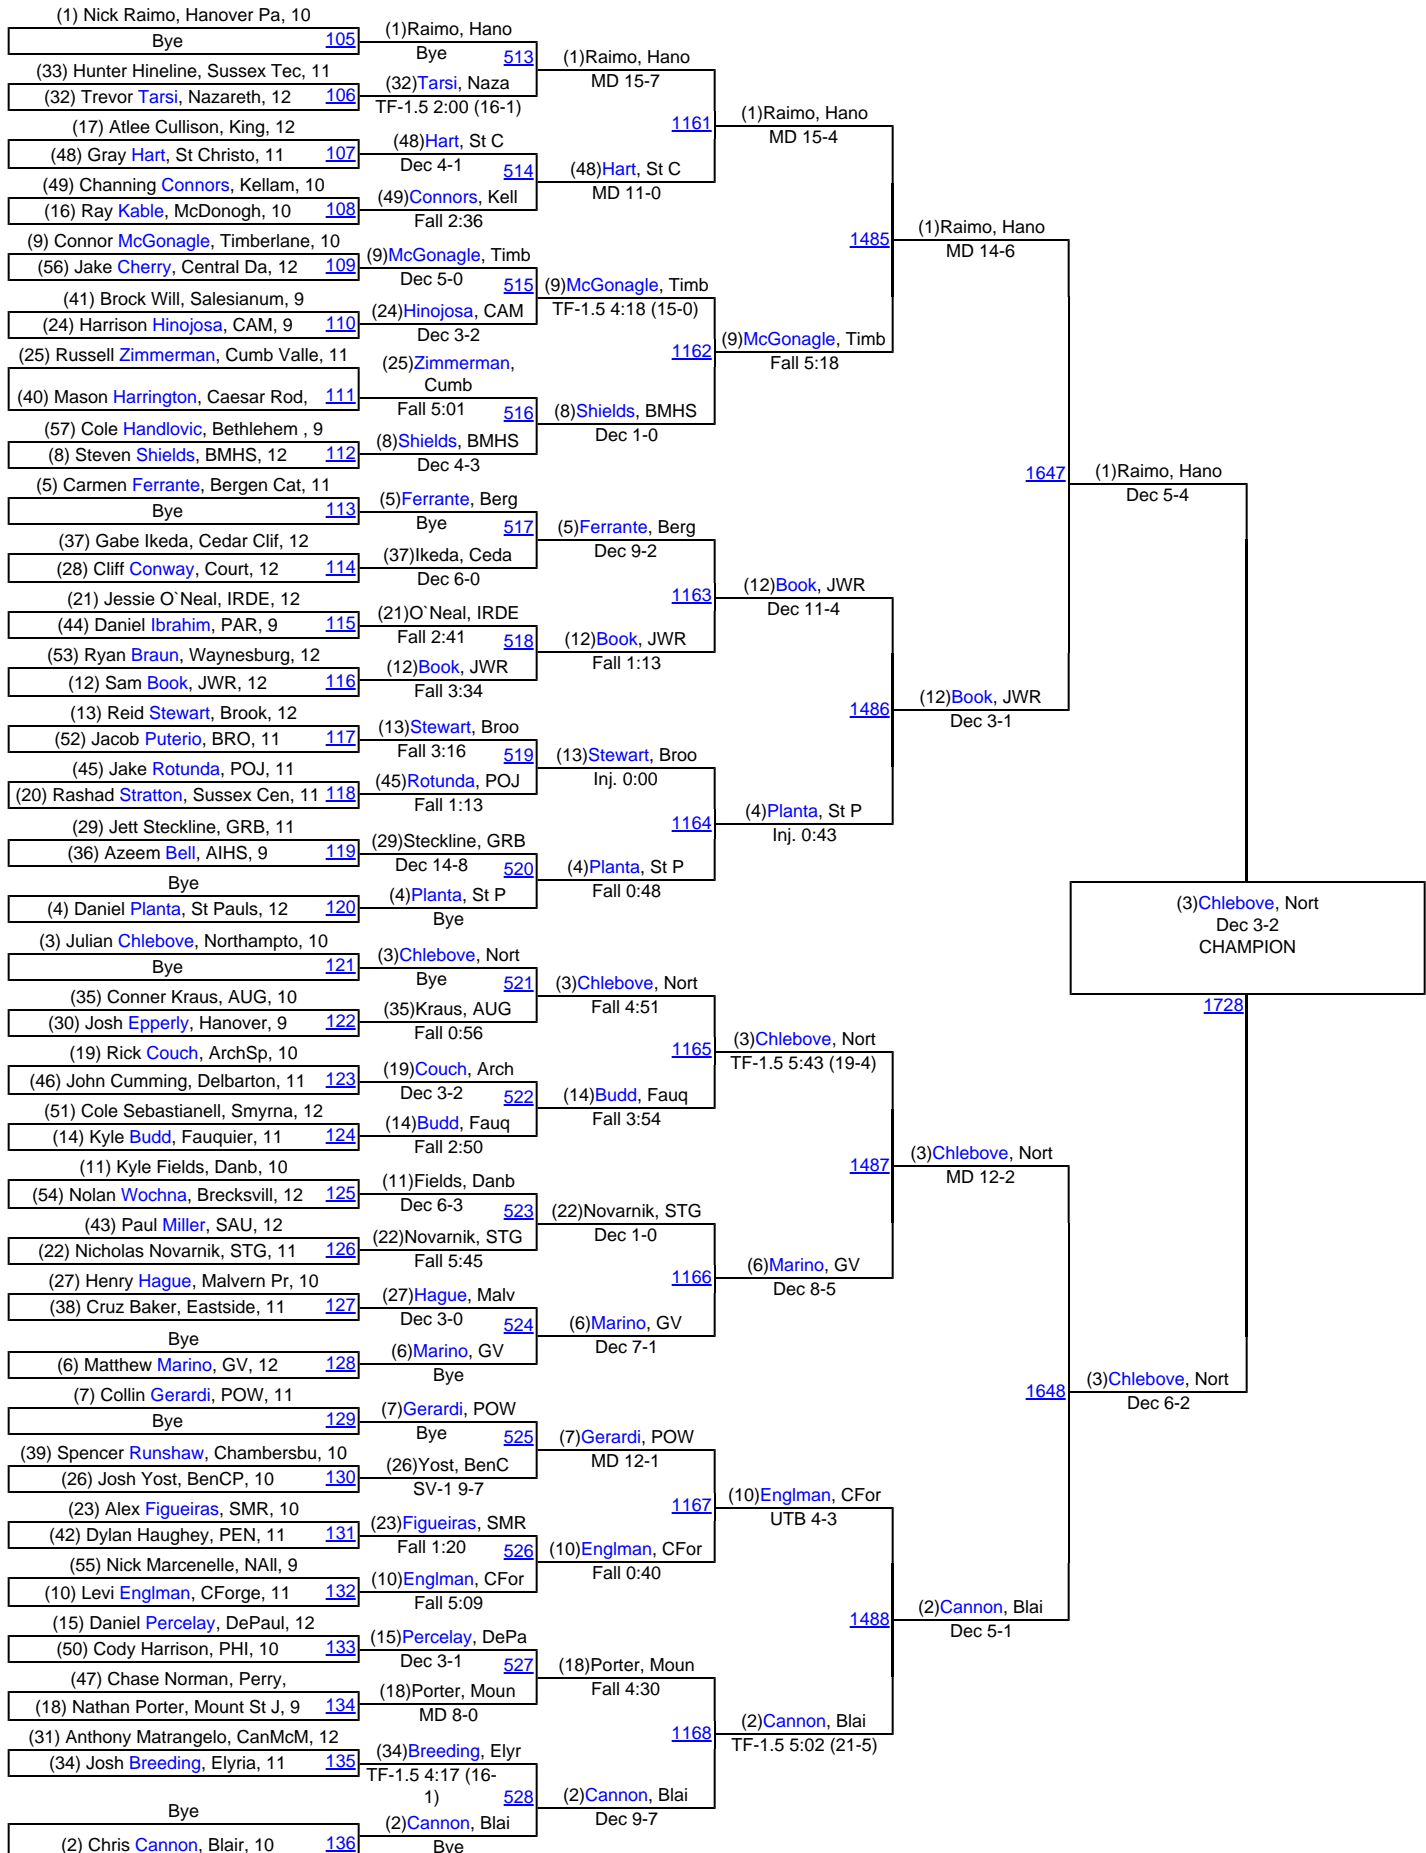 (1) Nick Raimo, Hanover Pa, 10
Bye 105
(33) Hunter Hineline, Sussex Tec, 11
(32) Trevor Tarsi, Nazareth, 12 106
(17) Atlee Cullison, King, 12
(48) Gray Hart, St Christo, 11 107
(49) Channing Connors, Kellam, 10
(16) Ray Kable, McDonogh, 10 108
(9) Connor McGonagle, Timberlane, 10
(56) Jake Cherry, Central Da, 12 109
(41) Brock Will, Salesianum, 9
(24) Harrison Hinojosa, CAM, 9 110
(25) Russell Zimmerman, Cumb Valle, 11
(40) Mason Harrington, Caesar Rod, 111
(57) Cole Handlovic, Bethlehem , 9
(8) Steven Shields, BMHS, 12 112
(5) Carmen Ferrante, Bergen Cat, 11
Bye 113
(37) Gabe Ikeda, Cedar Clif, 12
(28) Cliff Conway, Court, 12 114
(21) Jessie O`Neal, IRDE, 12
(44) Daniel Ibrahim, PAR, 9 115
(53) Ryan Braun, Waynesburg, 12
(12) Sam Book, JWR, 12 116
(13) Reid Stewart, Brook, 12
(52) Jacob Puterio, BRO, 11 117
(45) Jake Rotunda, POJ, 11
(20) Rashad Stratton, Sussex Cen, 11 118
(29) Jett Steckline, GRB, 11
(36) Azeem Bell, AIHS, 9 119
Bye
(4) Daniel Planta, St Pauls, 12 120
(3) Julian Chlebove, Northampto, 10
Bye 121
(35) Conner Kraus, AUG, 10
(30) Josh Epperly, Hanover, 9 122
(19) Rick Couch, ArchSp, 10
(46) John Cumming, Delbarton, 11 123
(51) Cole Sebastianell, Smyrna, 12
(14) Kyle Budd, Fauquier, 11 124
(11) Kyle Fields, Danb, 10
(54) Nolan Wochna, Brecksvill, 12 125
(43) Paul Miller, SAU, 12
(22) Nicholas Novarnik, STG, 11 126
(27) Henry Hague, Malvern Pr, 10
(38) Cruz Baker, Eastside, 11 127
Bye
(6) Matthew Marino, GV, 12 128
(7) Collin Gerardi, POW, 11
Bye 129
(39) Spencer Runshaw, Chambersbu, 10
(26) Josh Yost, BenCP, 10 130
(23) Alex Figueiras, SMR, 10
(42) Dylan Haughey, PEN, 11 131
(55) Nick Marcenelle, NAll, 9
(10) Levi Englman, CForge, 11 132
(15) Daniel Percelay, DePaul, 12
(50) Cody Harrison, PHI, 10 133
(47) Chase Norman, Perry,
(18) Nathan Porter, Mount St J, 9 134
(31) Anthony Matrangelo, CanMcM, 12
(34) Josh Breeding, Elyria, 11 135
Bye
(2) Chris Cannon, Blair, 10 136
(1)Raimo, Hano
Bye 513
(32)Tarsi, Naza
TF-1.5 2:00 (16-1)
(48)Hart, St C
Dec 4-1 514
(49)Connors, Kell
Fall 2:36
(9)McGonagle, Timb
Dec 5-0 515
(24)Hinojosa, CAM
Dec 3-2
(25)Zimmerman,
Cumb
Fall 5:01 516
(8)Shields, BMHS
Dec 4-3
(5)Ferrante, Berg
Bye 517
(37)Ikeda, Ceda
Dec 6-0
(21)O`Neal, IRDE
Fall 2:41 518
(12)Book, JWR
Fall 3:34
(13)Stewart, Broo
Fall 3:16 519
(45)Rotunda, POJ
Fall 1:13
(29)Steckline, GRB
Dec 14-8 520
(4)Planta, St P
Bye
(3)Chlebove, Nort
Bye 521
(35)Kraus, AUG
Fall 0:56
(19)Couch, Arch
Dec 3-2 522
(14)Budd, Fauq
Fall 2:50
(11)Fields, Danb
Dec 6-3 523
(22)Novarnik, STG
Fall 5:45
(27)Hague, Malv
Dec 3-0 524
(6)Marino, GV
Bye
(7)Gerardi, POW
Bye 525
(26)Yost, BenC
SV-1 9-7
(23)Figueiras, SMR
Fall 1:20 526
(10)Englman, CFor
Fall 5:09
(15)Percelay, DePa
Dec 3-1 527
(18)Porter, Moun
MD 8-0
(34)Breeding, Elyr
TF-1.5 4:17 (16-
1) 528
(2)Cannon, Blai
Bye
(1)Raimo, Hano
MD 15-7
1161
(48)Hart, St C
MD 11-0
(9)McGonagle, Timb
TF-1.5 4:18 (15-0)
1162
(8)Shields, BMHS
Dec 1-0
(5)Ferrante, Berg
Dec 9-2
1163
(12)Book, JWR
Fall 1:13
(13)Stewart, Broo
Inj. 0:00
1164
(4)Planta, St P
Fall 0:48
(3)Chlebove, Nort
Fall 4:51
1165
(14)Budd, Fauq
Fall 3:54
(22)Novarnik, STG
Dec 1-0
1166
(6)Marino, GV
Dec 7-1
(7)Gerardi, POW
MD 12-1
1167
(10)Englman, CFor
Fall 0:40
(18)Porter, Moun
Fall 4:30
1168
(2)Cannon, Blai
Dec 9-7
(1)Raimo, Hano
MD 15-4
1485
(9)McGonagle, Timb
Fall 5:18
(12)Book, JWR
Dec 11-4
1486
(4)Planta, St P
Inj. 0:43
(3)Chlebove, Nort
TF-1.5 5:43 (19-4)
1487
(6)Marino, GV
Dec 8-5
(10)Englman, CFor
UTB 4-3
1488
(2)Cannon, Blai
TF-1.5 5:02 (21-5)
(1)Raimo, Hano
MD 14-6
1647
(12)Book, JWR
Dec 3-1
(3)Chlebove, Nort
MD 12-2
1648
(2)Cannon, Blai
Dec 5-1
(1)Raimo, Hano
Dec 5-4
(3)Chlebove, Nort
Dec 6-2
(3)Chlebove, Nort
Dec 3-2
CHAMPION
1728